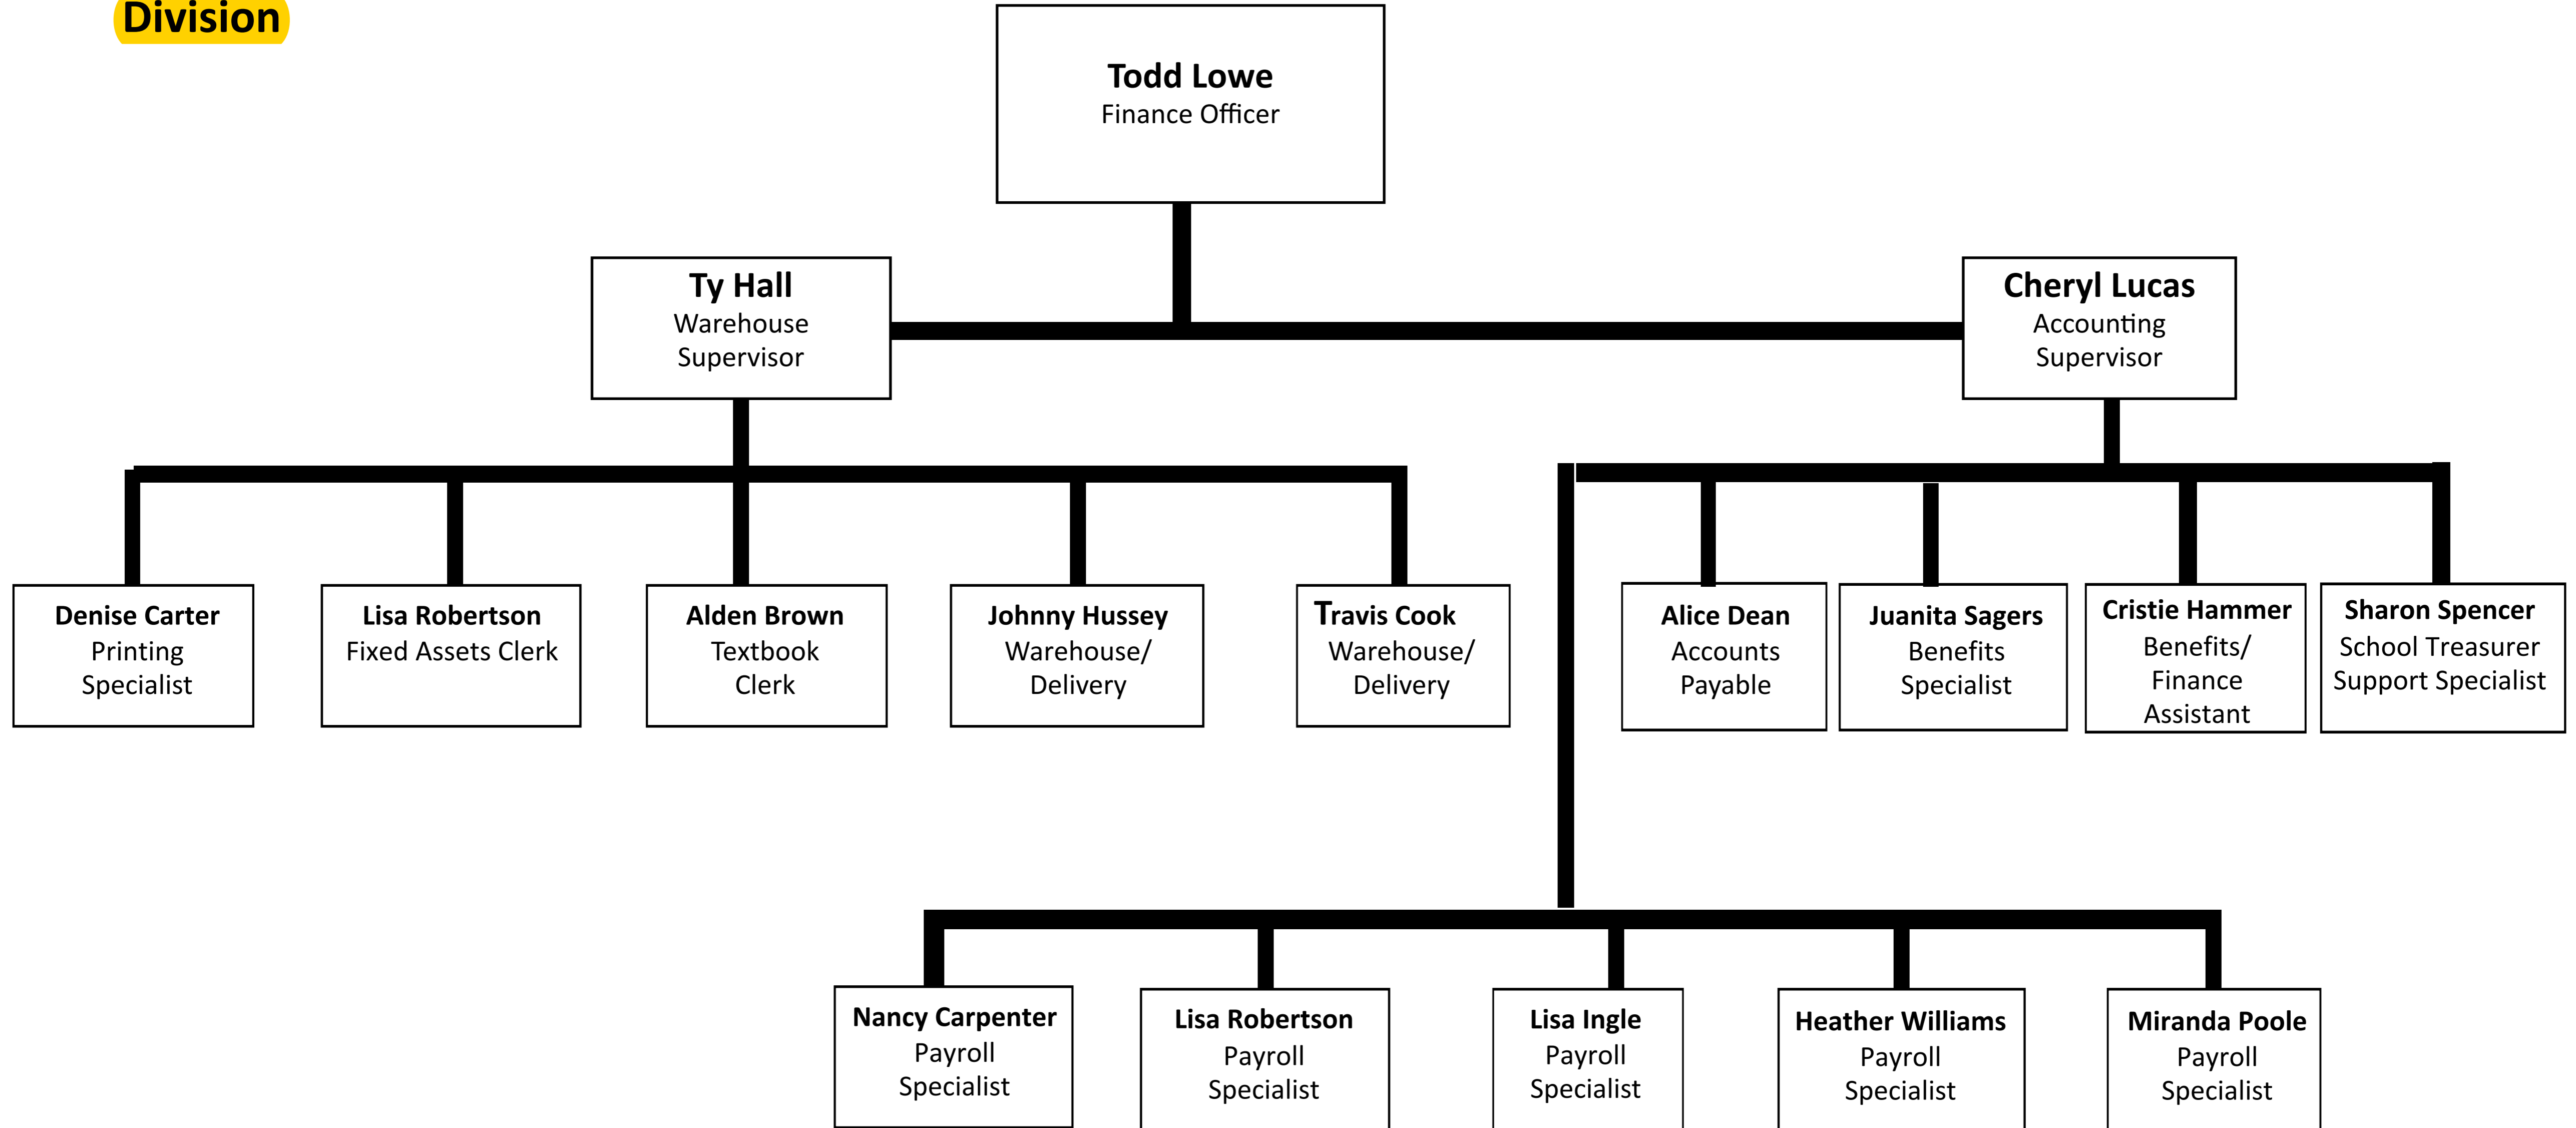 Division
Todd Lowe
Finance Officer
Ty Hall
Warehouse
Supervisor
Cheryl Lucas
Accounting
Supervisor
Denise Carter
Printing
Specialist
Lisa Robertson
Fixed Assets Clerk
Alden Brown
Textbook
Clerk
Johnny Hussey
Warehouse/
Delivery
Travis Cook
Warehouse/
Delivery
Alice Dean
Accounts
Payable
Juanita Sagers
Benefits
Specialist
Cristie Hammer
Benefits/
Finance
Assistant
Sharon Spencer
School Treasurer
Support Specialist
Nancy Carpenter
Payroll
Specialist
Lisa Robertson
Payroll
Specialist
Lisa Ingle
Payroll
Specialist
Heather Williams
Payroll
Specialist
Miranda Poole
Payroll
Specialist